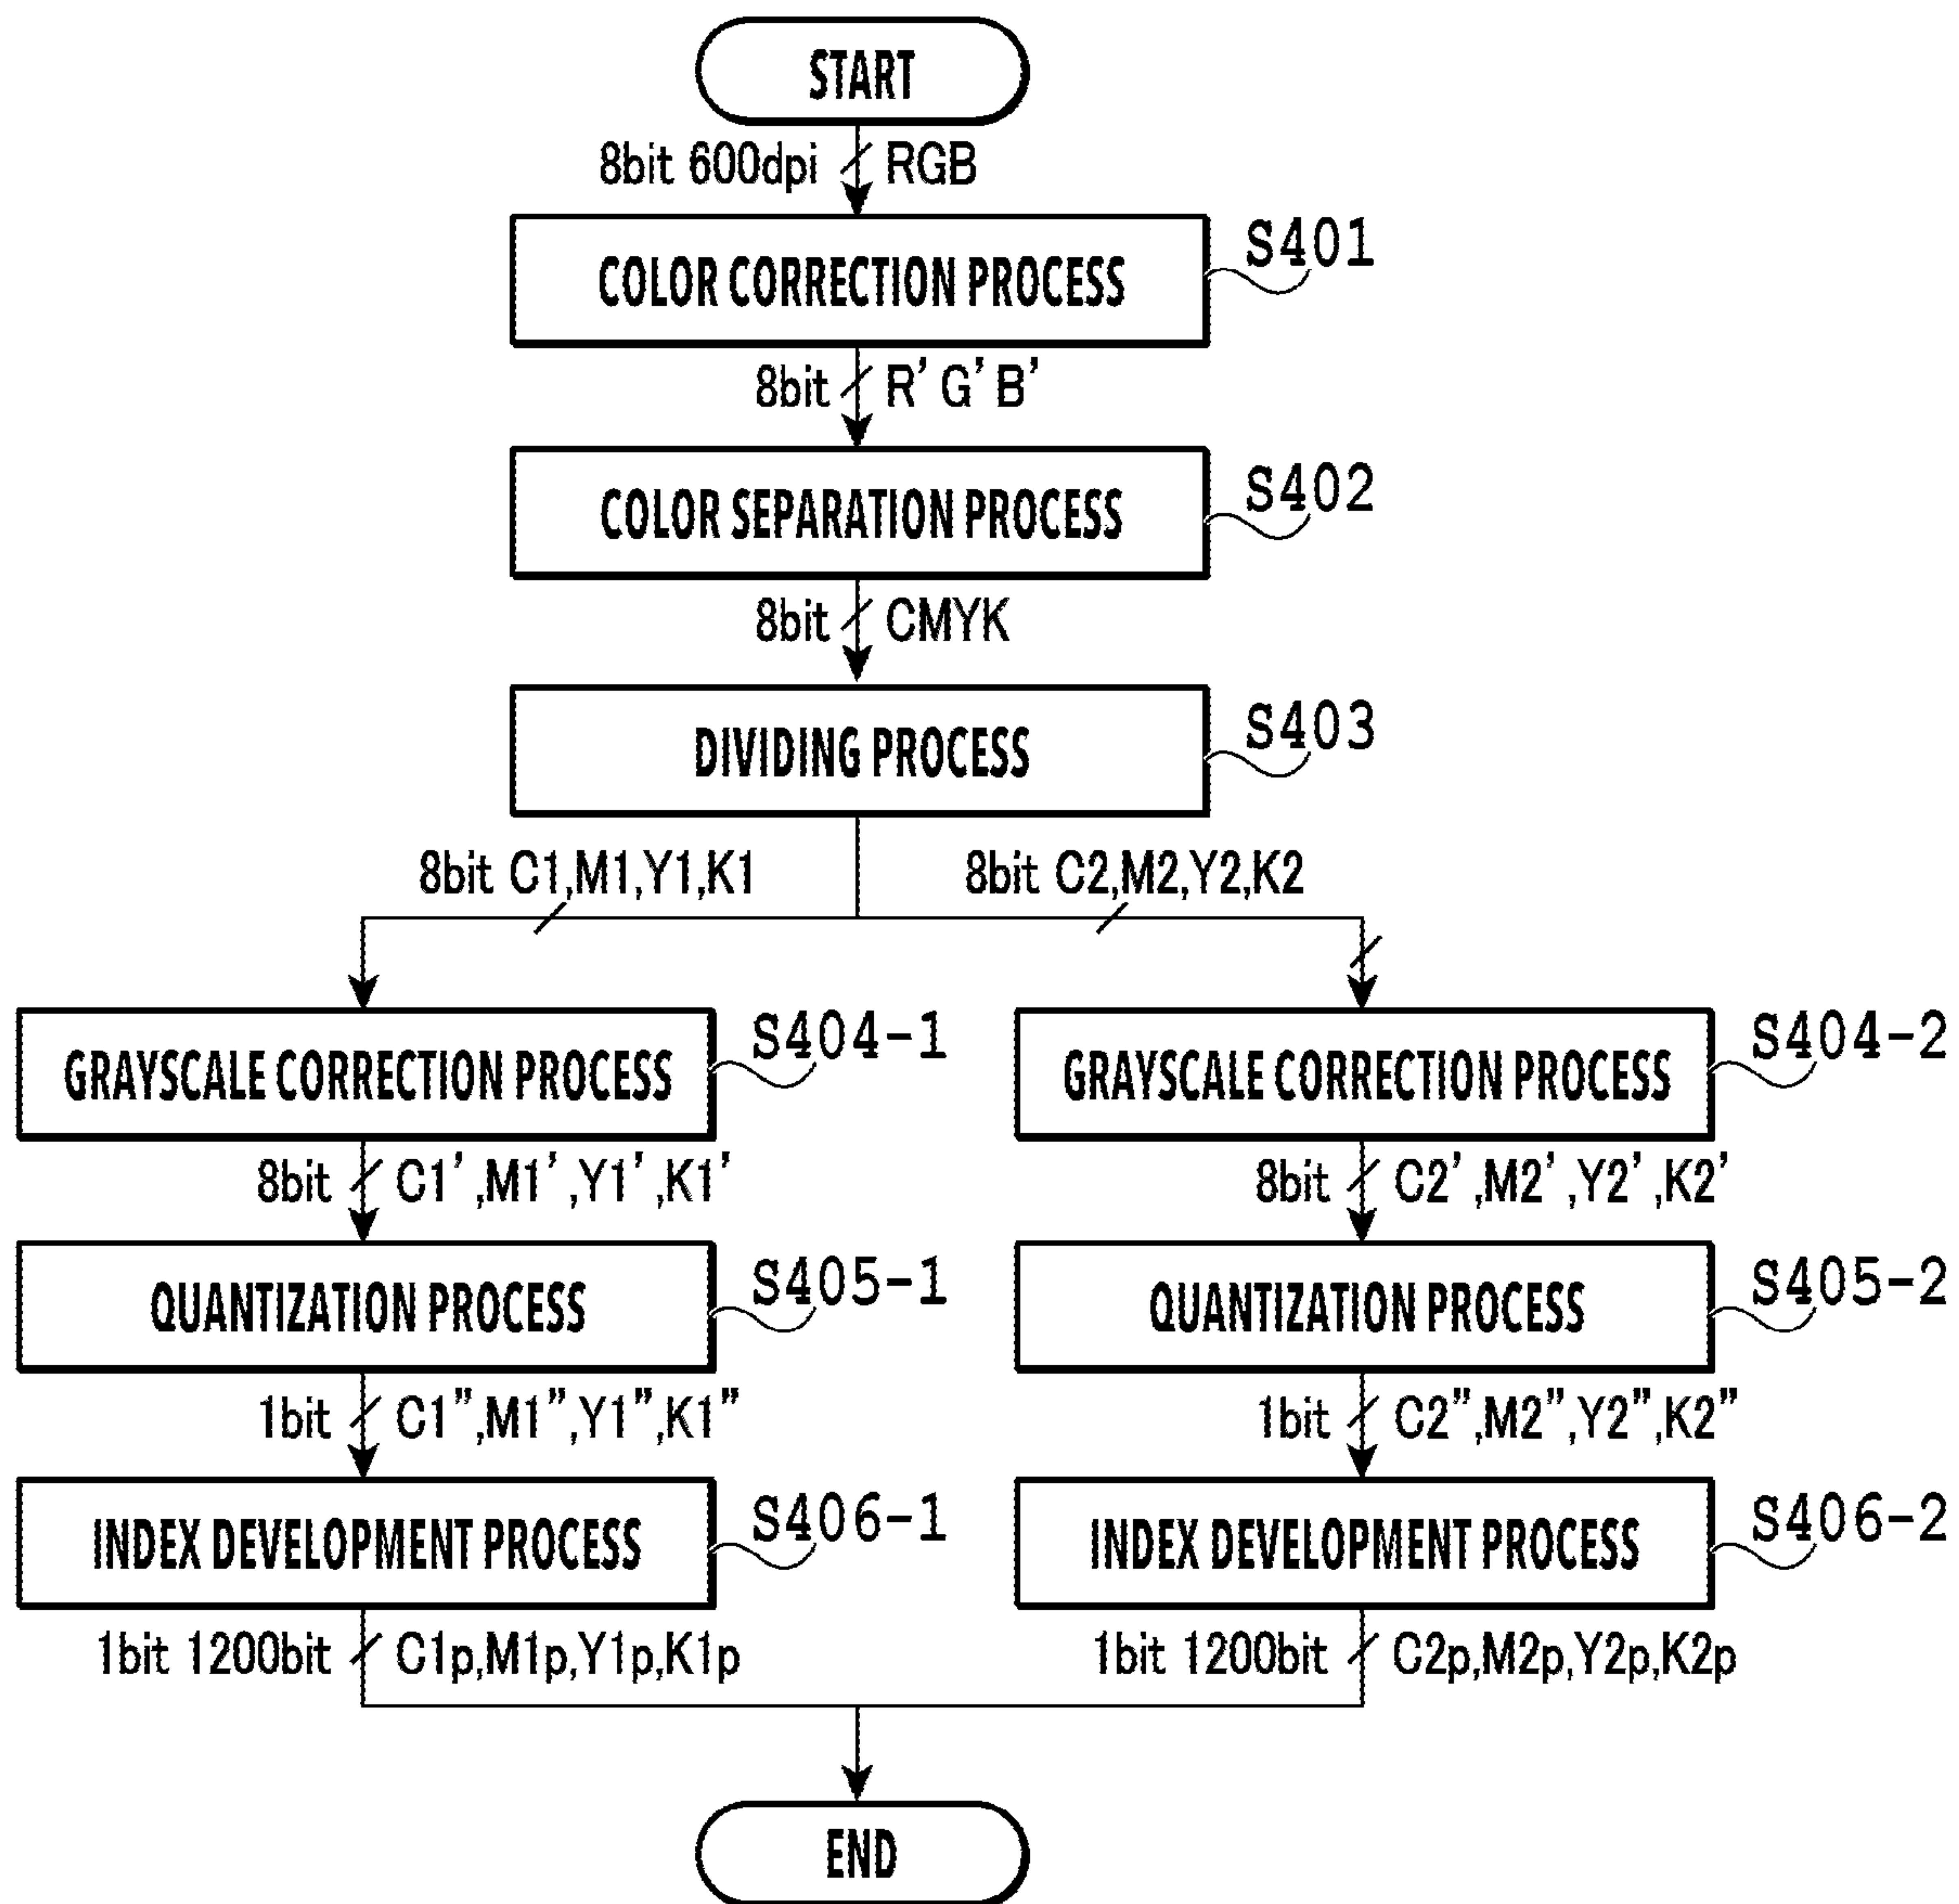 START
8bit 600dpi RGB
COLOR CORRECTION PROCESS S401
8bit R'G'B'
COLOR SEPARATION PROCESS S402
8bit CMYK
DIVIDING PROCESS S403
8bit C1,M1,Y1,K1 8bit C2,M2,Y2,K2
GRAYSCALE CORRECTION PROCESS S404-1 GRAYSCALE CORRECTION PROCESS S404-2
8bit C1',M1',Y1',K1' 8bit C2',M2',Y2',K2'
QUANTIZATION PROCESS S405-1 QUANTIZATION PROCESS S405-2
1bit C1”,M1”,Y1”,K1” 1bit C2”,M2”,Y2”,K2”
INDEX DEVELOPMENT PROCESS S406-1 INDEX DEVELOPMENT PROCESS S406-2
1bit 1200bit C1p,M1p,Y1p,K1p 1bit 1200bit C2p,M2p,Y2p,K2p
END